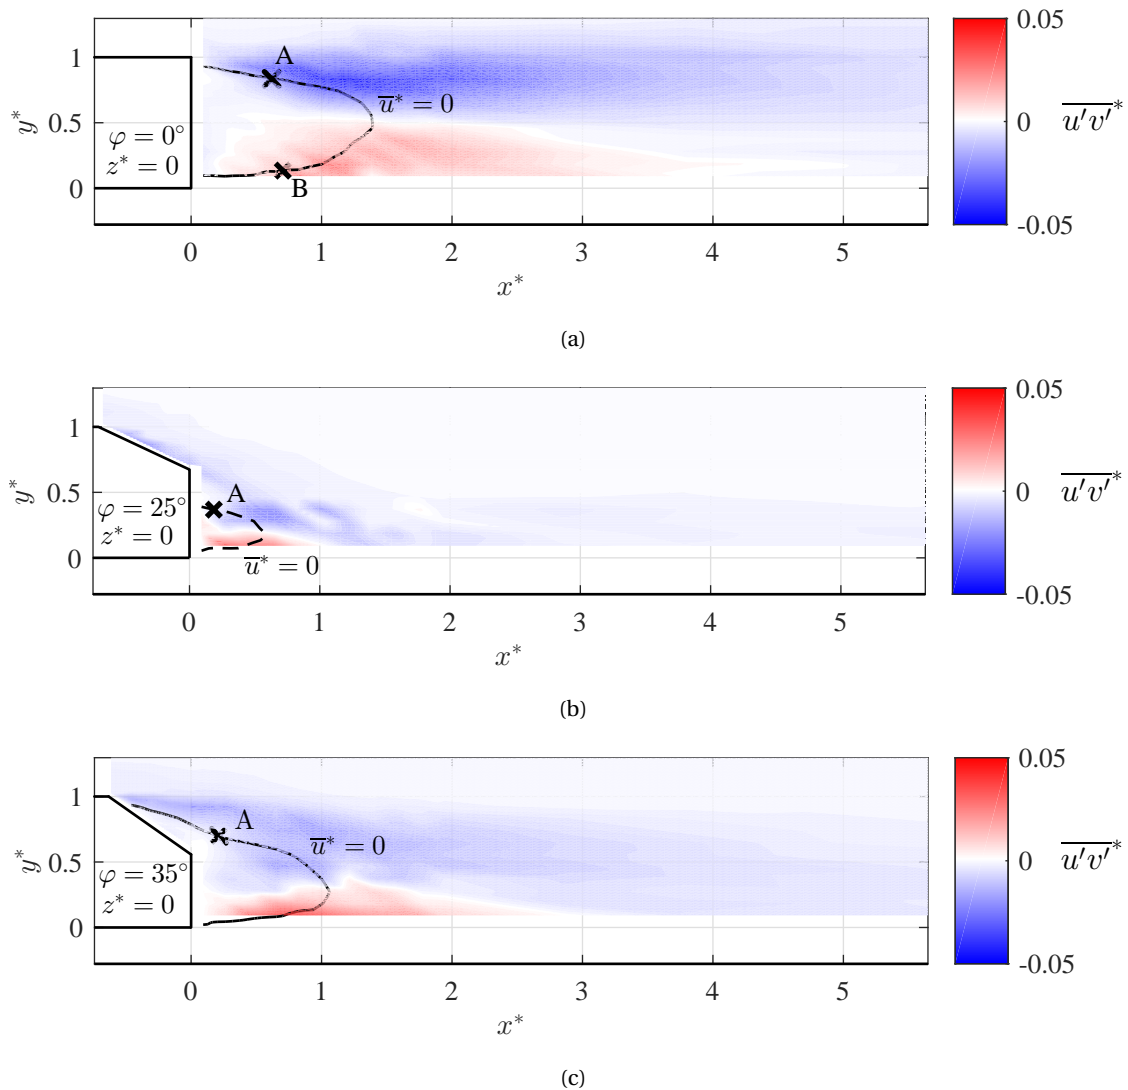 1
0.5
0
y*
φ = 0°
z* = 0
A
B
u̅* = 0
0 1 2 3 4 5
x*
0.05
0
-0.05
u′v′‾*
(a)
1
0.5
0
y*
φ = 25°
z* = 0
A
u̅* = 0
0 1 2 3 4 5
x*
0.05
0
-0.05
u′v′‾*
(b)
1
0.5
0
y*
φ = 35°
z* = 0
A
u̅* = 0
0 1 2 3 4 5
x*
0.05
0
-0.05
u′v′‾*
(c)